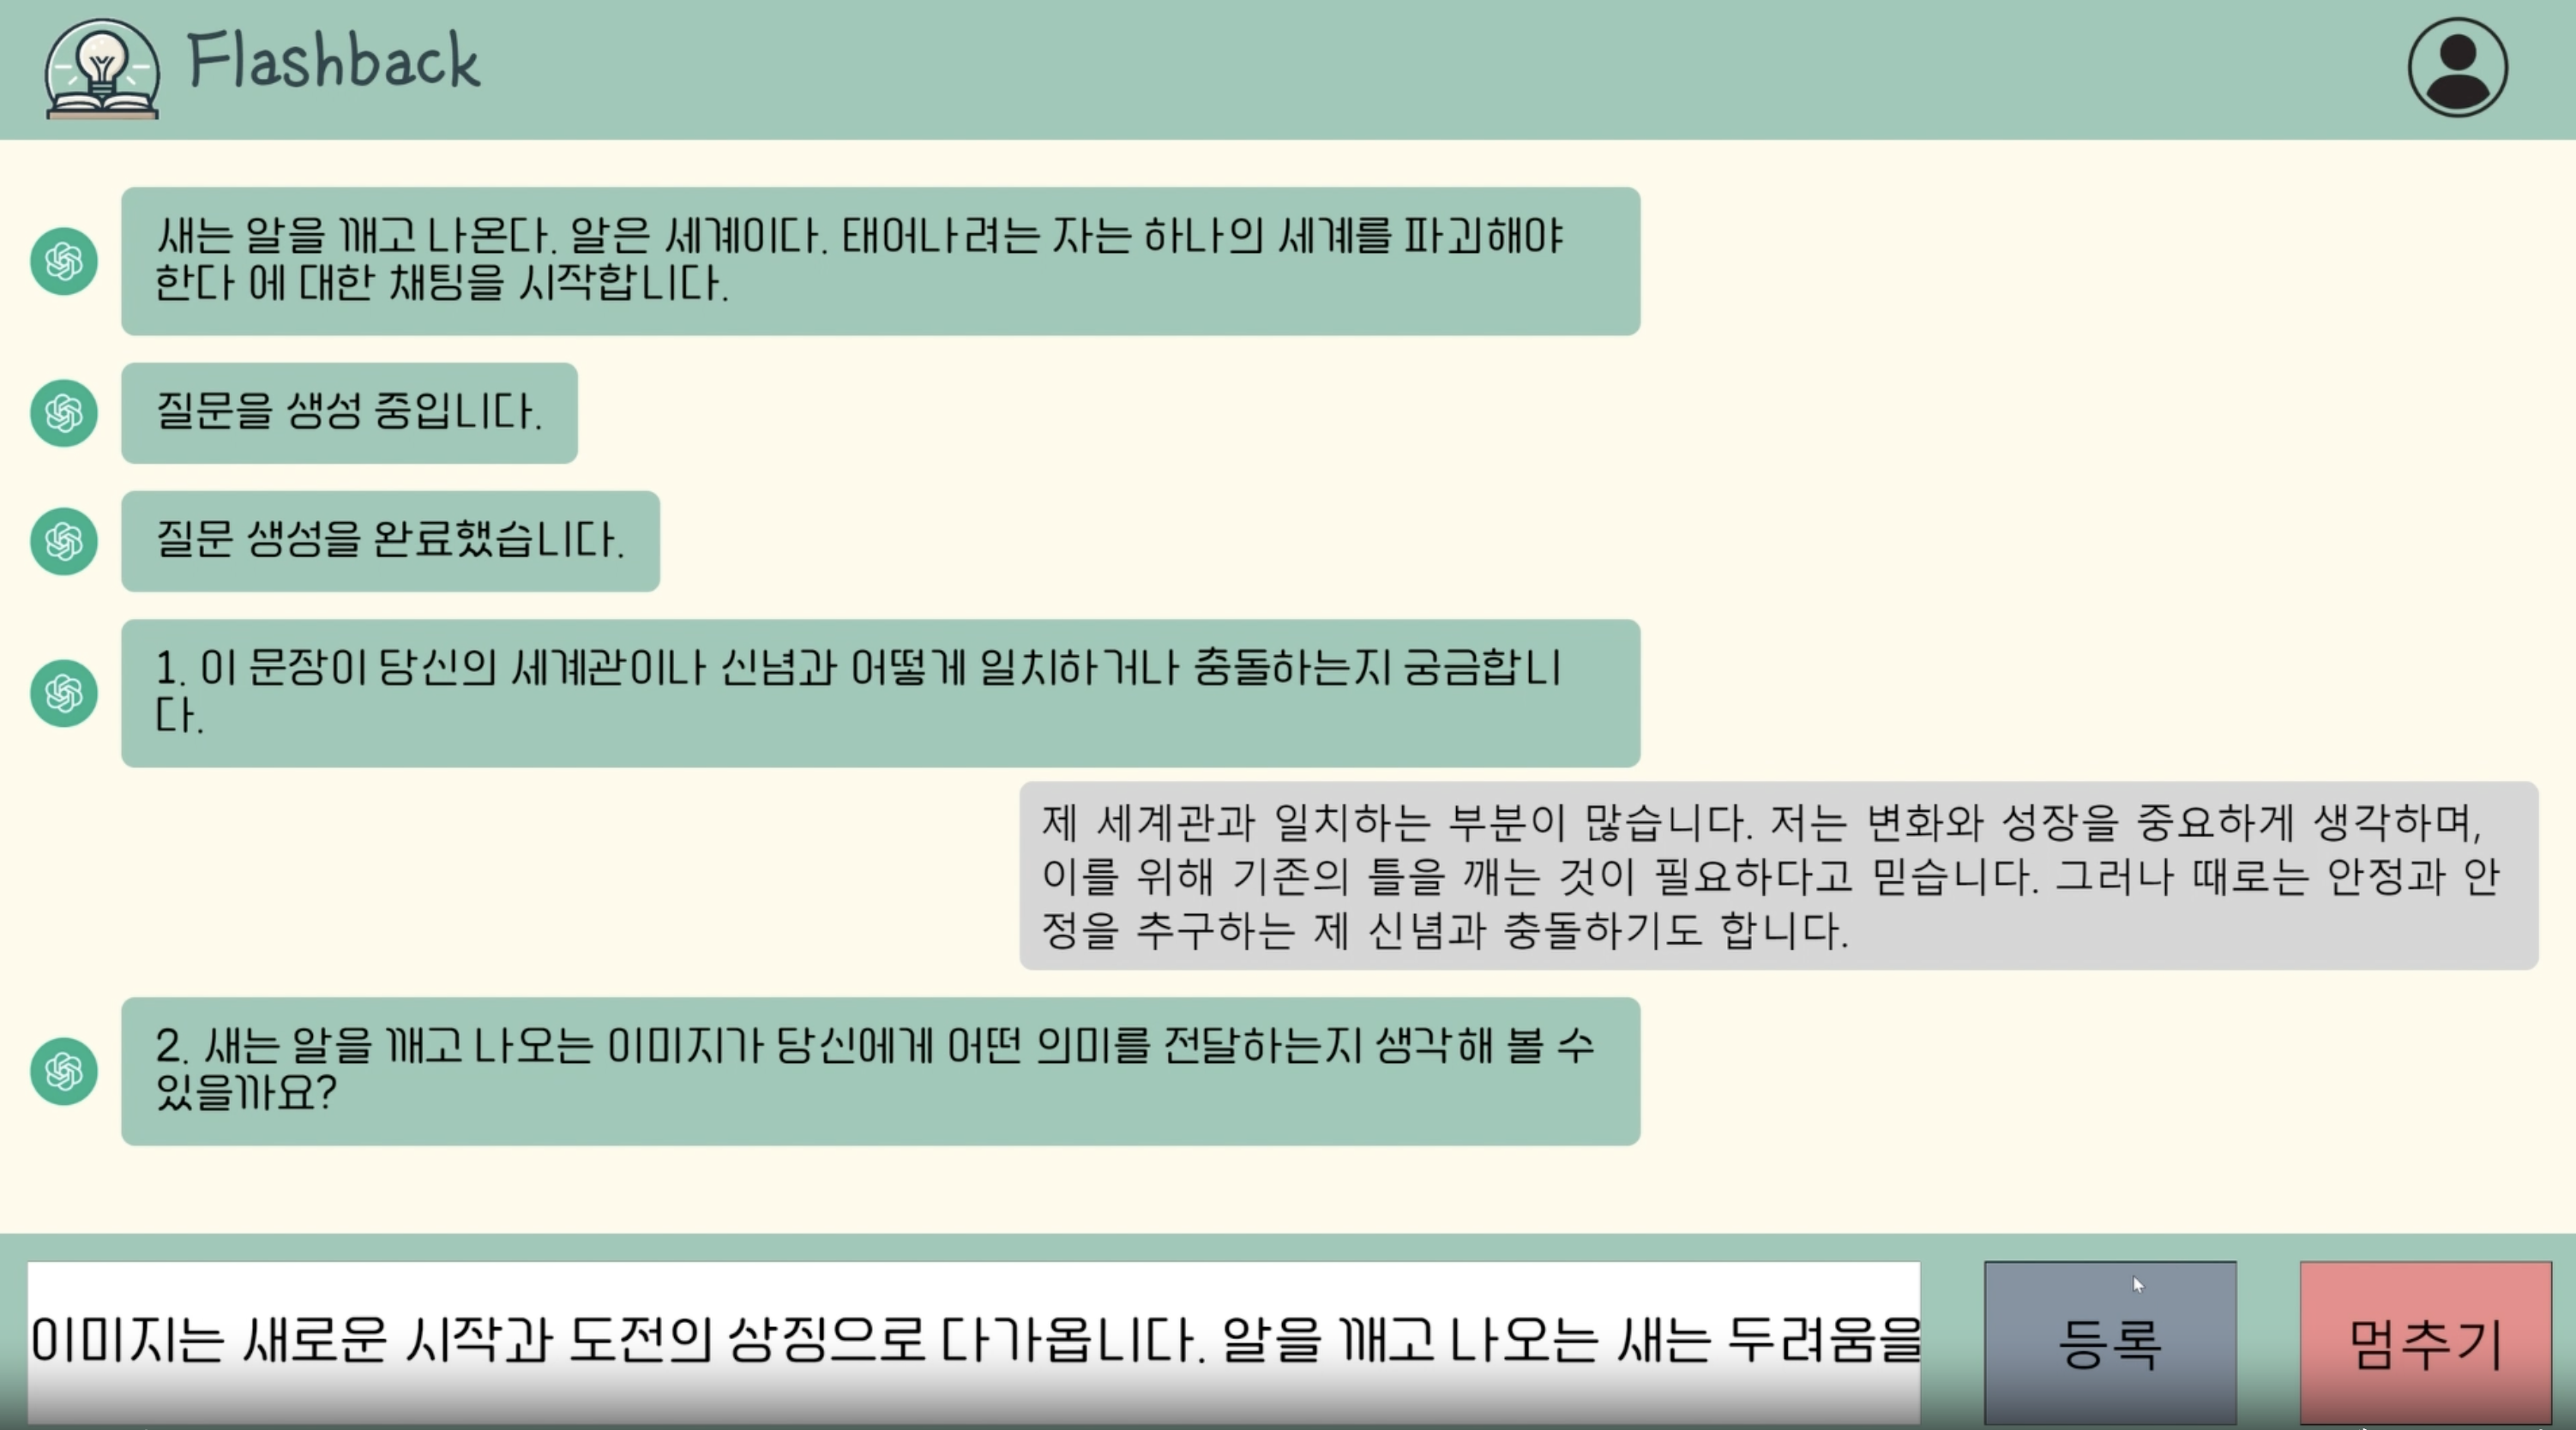 Flashback
새는 알을 깨고 나온다. 알은 세계이다. 태어나려는 자는 하나의 세계를 파괴해야
한다 에 대한 채팅을 시작합니다.
질문을 생성 중입니다.
질문 생성을 완료했습니다.
1. 이 문장이 당신의 세계관이나 신념과 어떻게 일치하거나 충돌하는지 궁금합니
다.
제 세계관과 일치하는 부분이 많습니다. 저는 변화와 성장을 중요하게 생각하며,
이를 위해 기존의 틀을 깨는 것이 필요하다고 믿습니다. 그러나 때로는 안정과 안
정을 추구하는 제 신념과 충돌하기도 합니다.
2. 새는 알을 깨고 나오는 이미지가 당신에게 어떤 의미를 전달하는지 생각해 볼 수
있을까요?
이미지는 새로운 시작과 도전의 상징으로 다가옵니다. 알을 깨고 나오는 새는 두려움을
등록
멈추기